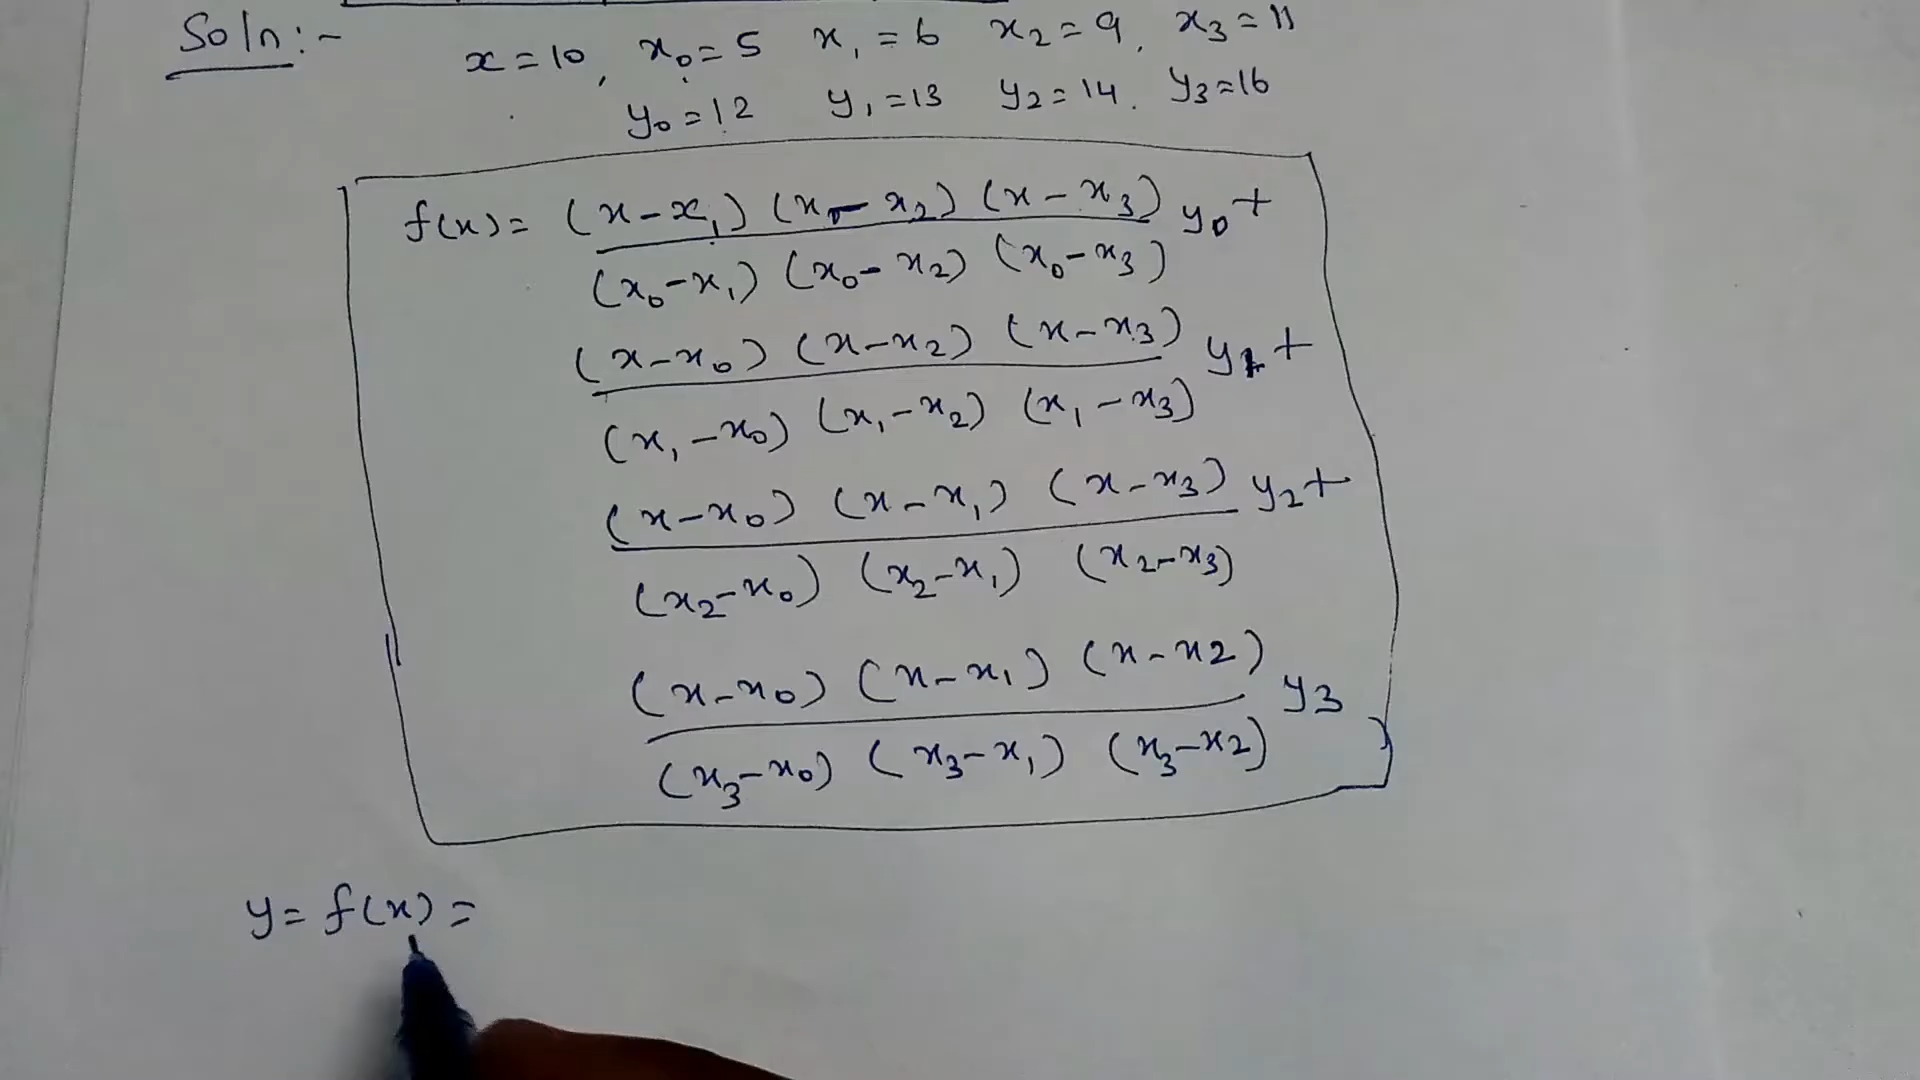 Soln:-
x=10, x₀=5 x₁=6 x₂=9, x₃=11
y₀=12 y₁=13 y₂=14. y₃=16
f(x)= (x-x₁) (x-x₂) (x-x₃) y₀+
(x₀-x₁) (x₀-x₂) (x₀-x₃)
(x-x₀) (x-x₂) (x-x₃) y₁+
(x₁-x₀) (x₁-x₂) (x₁-x₃)
(x-x₀) (x-x₁) (x-x₃) y₂+
(x₂-x₀) (x₂-x₁) (x₂-x₃)
(x-x₀) (x-x₁) (x-x2) y₃
(x₃-x₀) (x₃-x₁) (x₃-x2)
y= f(x) =